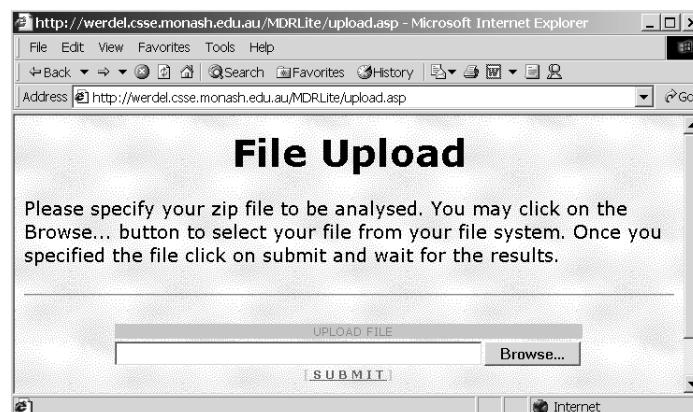 http://werdel.csse.monash.edu.au/MDRLite/upload.asp - Microsoft Internet Explorer
File Edit View Favorites Tools Help
Back Search Favorites History
Address http://werdel.csse.monash.edu.au/MDRLite/upload.asp Go
File Upload
Please specify your zip file to be analysed. You may click on the
Browse... button to select your file from your file system. Once you
specified the file click on submit and wait for the results.
UPLOAD FILE
Browse...
[ SUBMIT ]
Internet